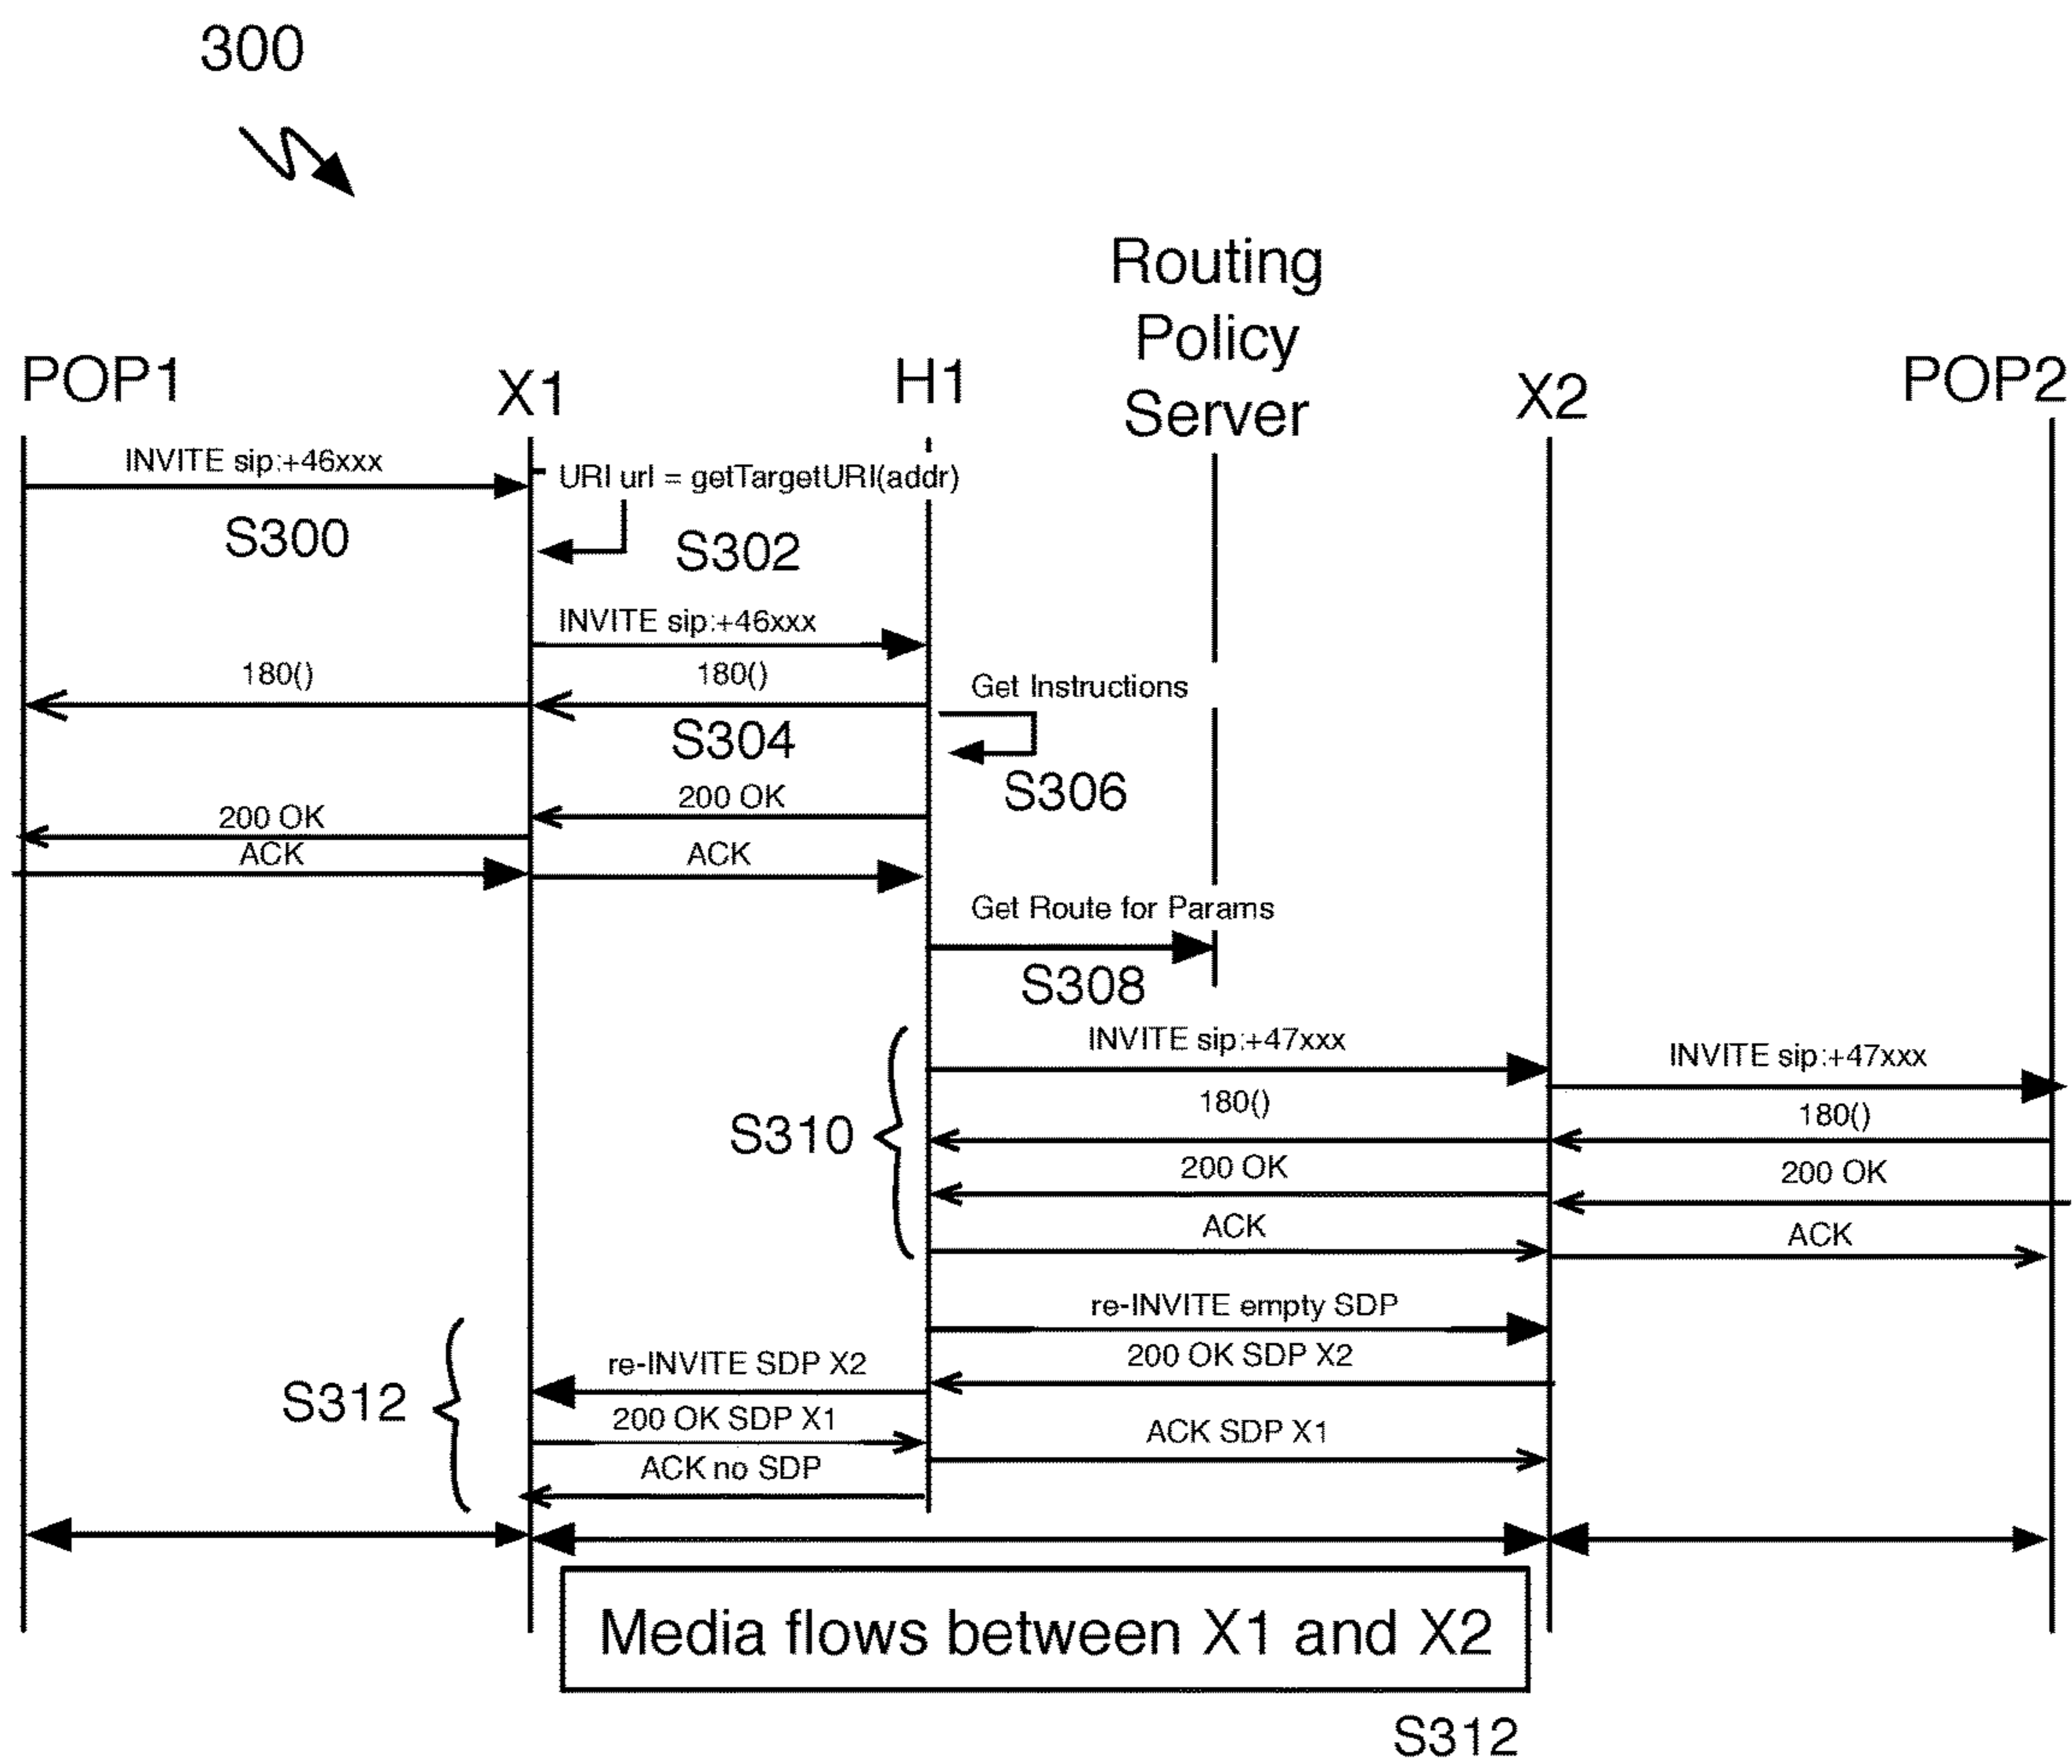 300
Routing
Policy
Server
POP1
X1
H1
X2
POP2
INVITE sip:+46xxx
URI url = getTargetURI(addr)
S300
S302
INVITE sip:+46xxx
180()
180()
Get Instructions
S304
S306
200 OK
200 OK
ACK
ACK
Get Route for Params
S308
INVITE sip:+47xxx
INVITE sip:+47xxx
180()
180()
S310
200 OK
200 OK
ACK
ACK
re-INVITE empty SDP
200 OK SDP X2
re-INVITE SDP X2
S312
200 OK SDP X1
ACK SDP X1
ACK no SDP
Media flows between X1 and X2
S312